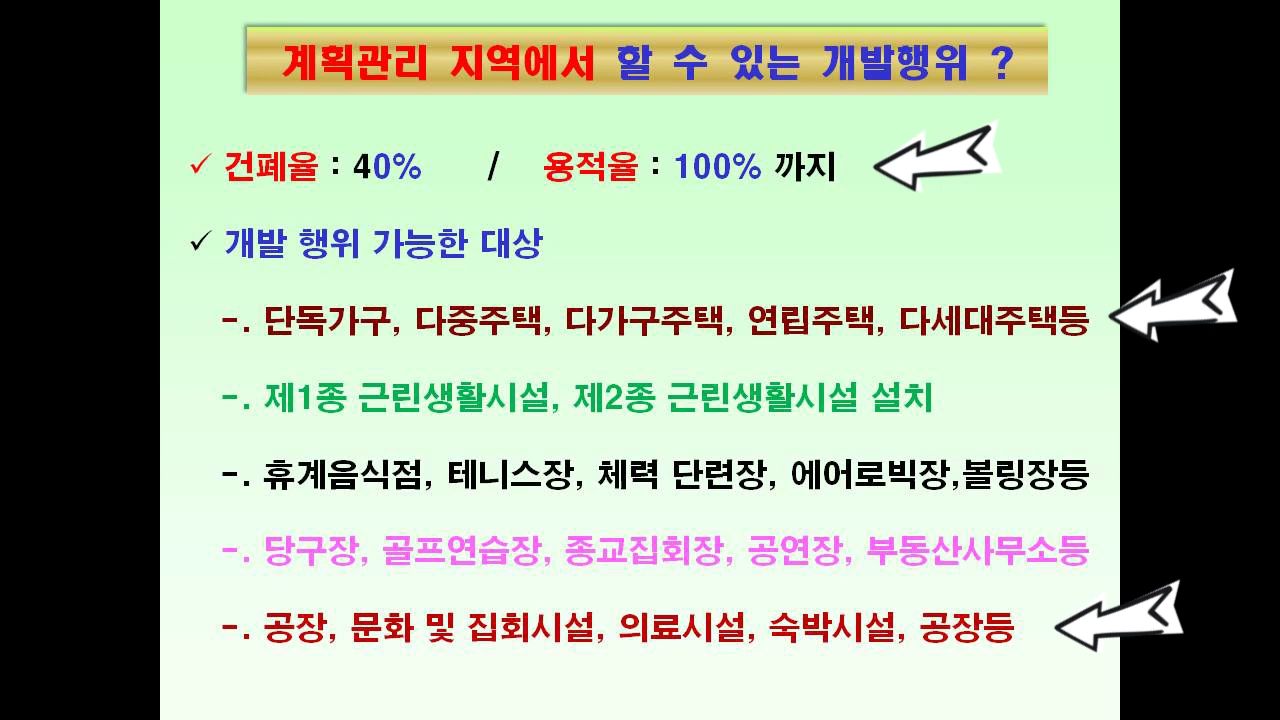 계획관리 지역에서 할 수 있는 개발행위 ?
✓ 건폐율 : 40% / 용적율 : 100% 까지
✓ 개발 행위 가능한 대상
-. 단독가구, 다중주택, 다가구주택, 연립주택, 다세대주택등
-. 제1종 근린생활시설, 제2종 근린생활시설 설치
-. 휴계음식점, 테니스장, 체력 단련장, 에어로빅장,볼링장등
-. 당구장, 골프연습장, 종교집회장, 공연장, 부동산사무소등
-. 공장, 문화 및 집회시설, 의료시설, 숙박시설, 공장등